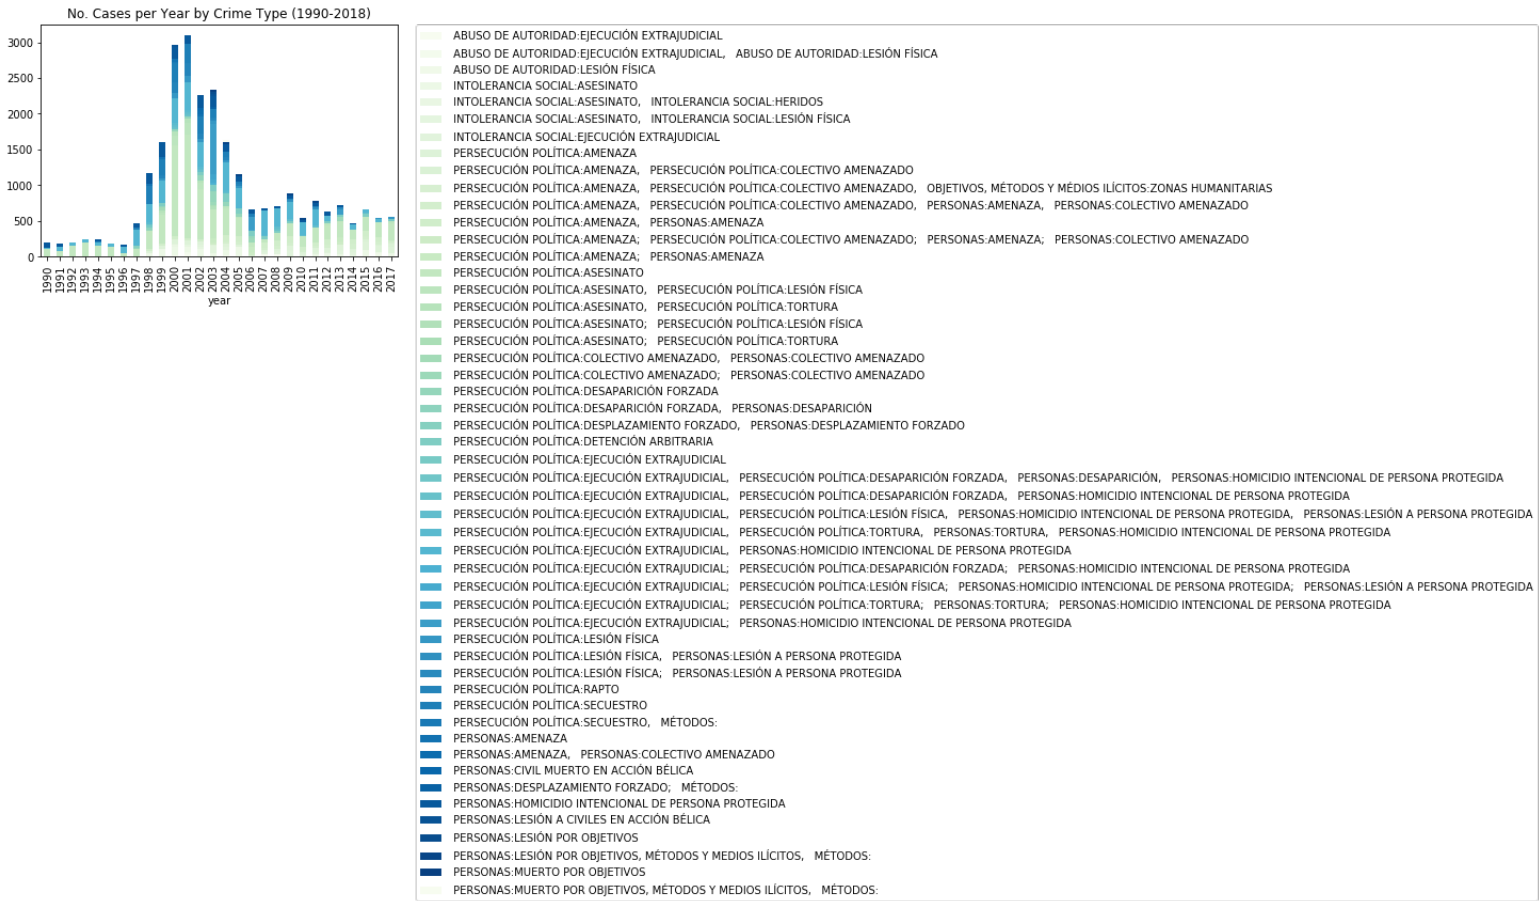 No. Cases per Year by Crime Type (1990-2018)
3000
2500
2000
1500
1000
500
0
1990 1991 1992 1993 1994 1995 1996 1997 1998 1999 2000 2001 2002 2003 2004 2005 2006 2007 2008 2009 2010 2011 2012 2013 2014 2015 2016 2017
year
ABUSO DE AUTORIDAD:EJECUCIÓN EXTRAJUDICIAL
ABUSO DE AUTORIDAD:EJECUCIÓN EXTRAJUDICIAL, ABUSO DE AUTORIDAD:LESIÓN FÍSICA
ABUSO DE AUTORIDAD:LESIÓN FÍSICA
INTOLERANCIA SOCIAL:ASESINATO
INTOLERANCIA SOCIAL:ASESINATO, INTOLERANCIA SOCIAL:HERIDOS
INTOLERANCIA SOCIAL:ASESINATO, INTOLERANCIA SOCIAL:LESIÓN FÍSICA
INTOLERANCIA SOCIAL:EJECUCIÓN EXTRAJUDICIAL
PERSECUCIÓN POLÍTICA:AMENAZA
PERSECUCIÓN POLÍTICA:AMENAZA, PERSECUCIÓN POLÍTICA:COLECTIVO AMENAZADO
PERSECUCIÓN POLÍTICA:AMENAZA, PERSECUCIÓN POLÍTICA:COLECTIVO AMENAZADO, OBJETIVOS, MÉTODOS Y MÉDIOS ILÍCITOS:ZONAS HUMANITARIAS
PERSECUCIÓN POLÍTICA:AMENAZA, PERSECUCIÓN POLÍTICA:COLECTIVO AMENAZADO, PERSONAS:AMENAZA, PERSONAS:COLECTIVO AMENAZADO
PERSECUCIÓN POLÍTICA:AMENAZA, PERSONAS:AMENAZA
PERSECUCIÓN POLÍTICA:AMENAZA; PERSECUCIÓN POLÍTICA:COLECTIVO AMENAZADO; PERSONAS:AMENAZA; PERSONAS:COLECTIVO AMENAZADO
PERSECUCIÓN POLÍTICA:AMENAZA; PERSONAS:AMENAZA
PERSECUCIÓN POLÍTICA:ASESINATO
PERSECUCIÓN POLÍTICA:ASESINATO, PERSECUCIÓN POLÍTICA:LESIÓN FÍSICA
PERSECUCIÓN POLÍTICA:ASESINATO, PERSECUCIÓN POLÍTICA:TORTURA
PERSECUCIÓN POLÍTICA:ASESINATO; PERSECUCIÓN POLÍTICA:LESIÓN FÍSICA
PERSECUCIÓN POLÍTICA:ASESINATO; PERSECUCIÓN POLÍTICA:TORTURA
PERSECUCIÓN POLÍTICA:COLECTIVO AMENAZADO, PERSONAS:COLECTIVO AMENAZADO
PERSECUCIÓN POLÍTICA:COLECTIVO AMENAZADO; PERSONAS:COLECTIVO AMENAZADO
PERSECUCIÓN POLÍTICA:DESAPARICIÓN FORZADA
PERSECUCIÓN POLÍTICA:DESAPARICIÓN FORZADA, PERSONAS:DESAPARICIÓN
PERSECUCIÓN POLÍTICA:DESPLAZAMIENTO FORZADO, PERSONAS:DESPLAZAMIENTO FORZADO
PERSECUCIÓN POLÍTICA:DETENCIÓN ARBITRARIA
PERSECUCIÓN POLÍTICA:EJECUCIÓN EXTRAJUDICIAL
PERSECUCIÓN POLÍTICA:EJECUCIÓN EXTRAJUDICIAL, PERSECUCIÓN POLÍTICA:DESAPARICIÓN FORZADA, PERSONAS:DESAPARICIÓN, PERSONAS:HOMICIDIO INTENCIONAL DE PERSONA PROTEGIDA
PERSECUCIÓN POLÍTICA:EJECUCIÓN EXTRAJUDICIAL, PERSECUCIÓN POLÍTICA:DESAPARICIÓN FORZADA, PERSONAS:HOMICIDIO INTENCIONAL DE PERSONA PROTEGIDA
PERSECUCIÓN POLÍTICA:EJECUCIÓN EXTRAJUDICIAL, PERSECUCIÓN POLÍTICA:LESIÓN FÍSICA, PERSONAS:HOMICIDIO INTENCIONAL DE PERSONA PROTEGIDA, PERSONAS:LESIÓN A PERSONA PROTEGIDA
PERSECUCIÓN POLÍTICA:EJECUCIÓN EXTRAJUDICIAL, PERSECUCIÓN POLÍTICA:TORTURA, PERSONAS:TORTURA, PERSONAS:HOMICIDIO INTENCIONAL DE PERSONA PROTEGIDA
PERSECUCIÓN POLÍTICA:EJECUCIÓN EXTRAJUDICIAL, PERSONAS:HOMICIDIO INTENCIONAL DE PERSONA PROTEGIDA
PERSECUCIÓN POLÍTICA:EJECUCIÓN EXTRAJUDICIAL; PERSECUCIÓN POLÍTICA:DESAPARICIÓN FORZADA; PERSONAS:HOMICIDIO INTENCIONAL DE PERSONA PROTEGIDA
PERSECUCIÓN POLÍTICA:EJECUCIÓN EXTRAJUDICIAL; PERSECUCIÓN POLÍTICA:LESIÓN FÍSICA; PERSONAS:HOMICIDIO INTENCIONAL DE PERSONA PROTEGIDA; PERSONAS:LESIÓN A PERSONA PROTEGIDA
PERSECUCIÓN POLÍTICA:EJECUCIÓN EXTRAJUDICIAL; PERSECUCIÓN POLÍTICA:TORTURA; PERSONAS:TORTURA; PERSONAS:HOMICIDIO INTENCIONAL DE PERSONA PROTEGIDA
PERSECUCIÓN POLÍTICA:EJECUCIÓN EXTRAJUDICIAL; PERSONAS:HOMICIDIO INTENCIONAL DE PERSONA PROTEGIDA
PERSECUCIÓN POLÍTICA:LESIÓN FÍSICA
PERSECUCIÓN POLÍTICA:LESIÓN FÍSICA, PERSONAS:LESIÓN A PERSONA PROTEGIDA
PERSECUCIÓN POLÍTICA:LESIÓN FÍSICA; PERSONAS:LESIÓN A PERSONA PROTEGIDA
PERSECUCIÓN POLÍTICA:RAPTO
PERSECUCIÓN POLÍTICA:SECUESTRO
PERSECUCIÓN POLÍTICA:SECUESTRO, MÉTODOS:
PERSONAS:AMENAZA
PERSONAS:AMENAZA, PERSONAS:COLECTIVO AMENAZADO
PERSONAS:CIVIL MUERTO EN ACCIÓN BÉLICA
PERSONAS:DESPLAZAMIENTO FORZADO; MÉTODOS:
PERSONAS:HOMICIDIO INTENCIONAL DE PERSONA PROTEGIDA
PERSONAS:LESIÓN A CIVILES EN ACCIÓN BÉLICA
PERSONAS:LESIÓN POR OBJETIVOS
PERSONAS:LESIÓN POR OBJETIVOS, MÉTODOS Y MEDIOS ILÍCITOS, MÉTODOS:
PERSONAS:MUERTO POR OBJETIVOS
PERSONAS:MUERTO POR OBJETIVOS, MÉTODOS Y MEDIOS ILÍCITOS, MÉTODOS: